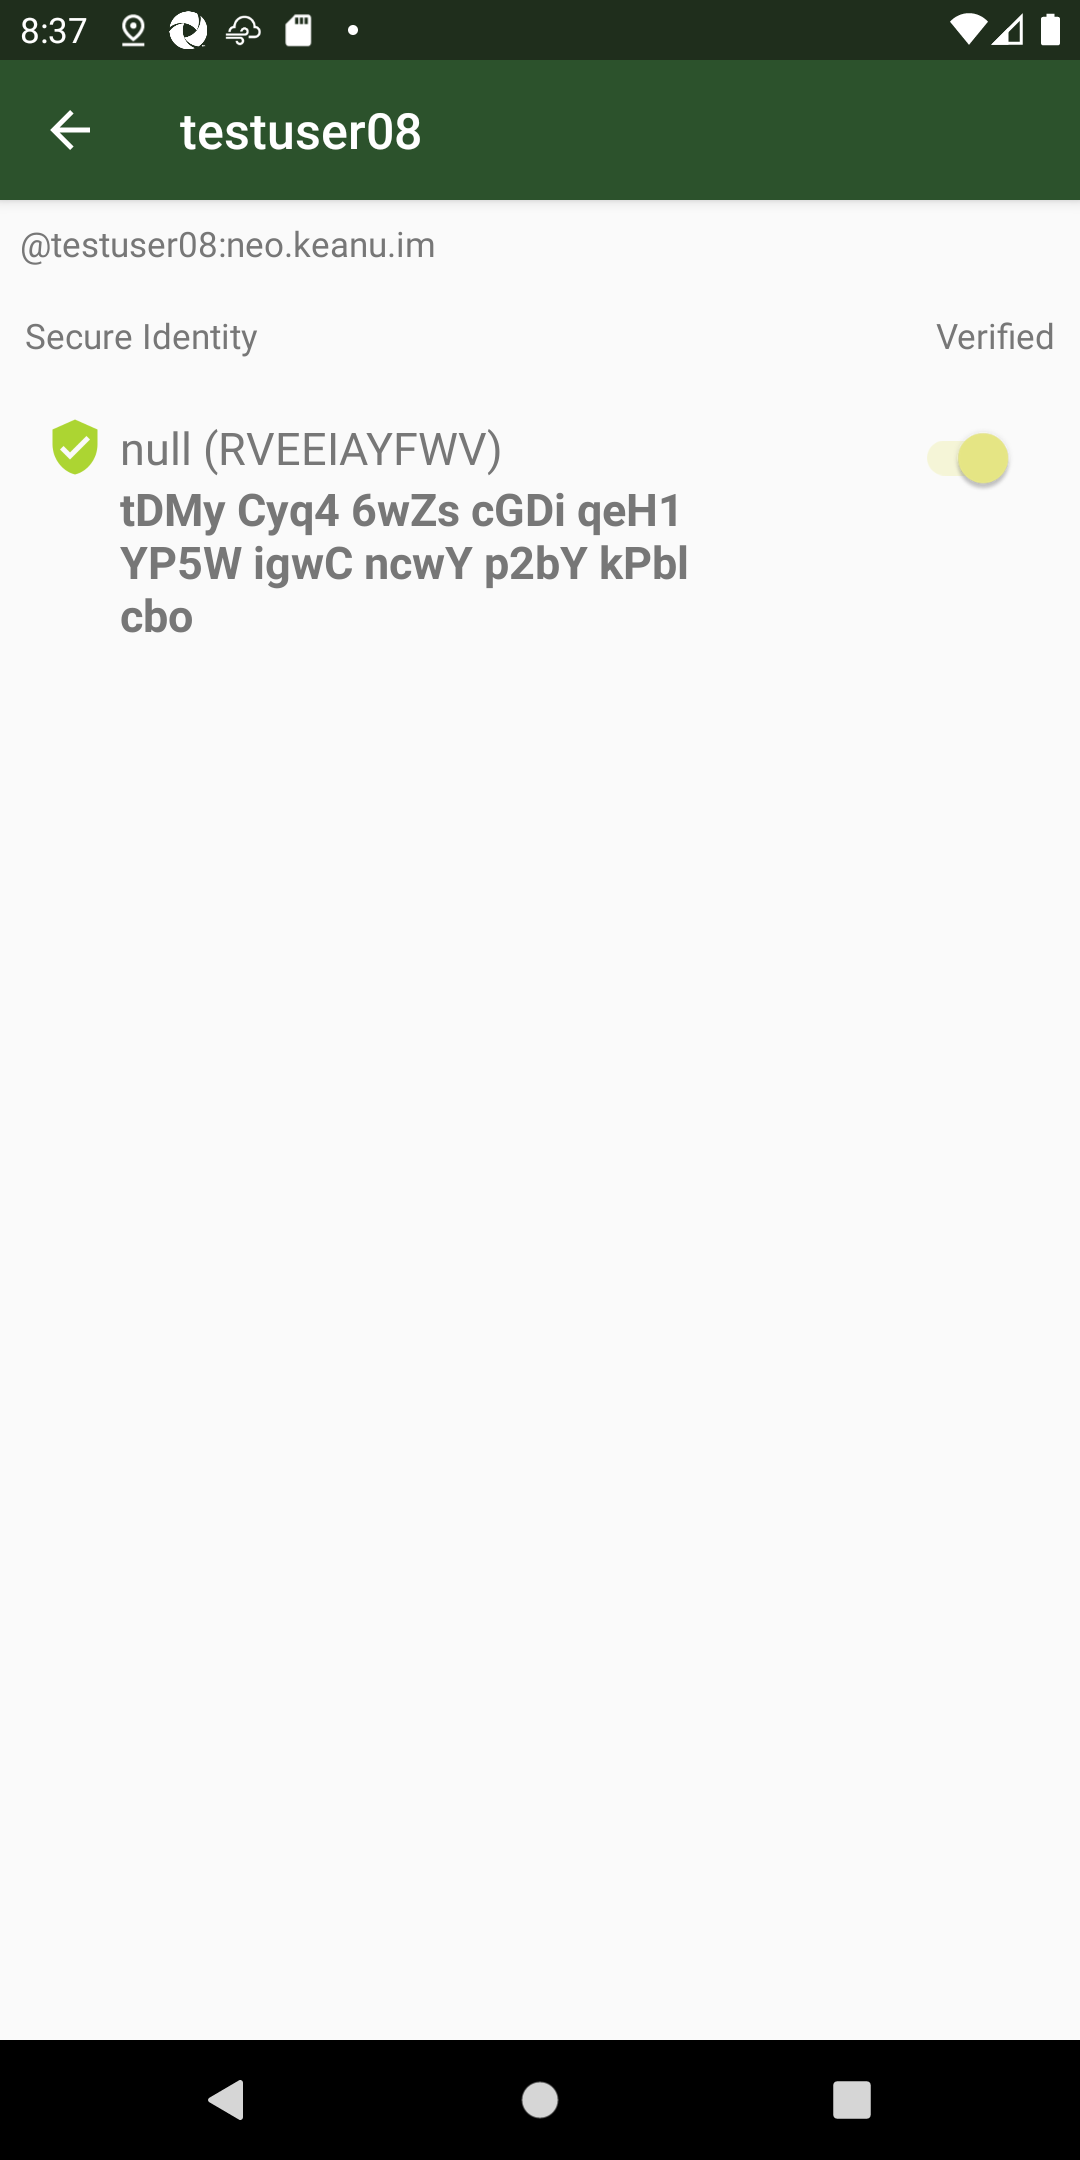 8:37
testuser08
@testuser08:neo.keanu.im
Secure Identity
Verified
null (RVEEIAYFWV)
tDMy Cyq4 6wZs cGDi qeH1
YP5W igwC ncwY p2bY kPbl
cbo